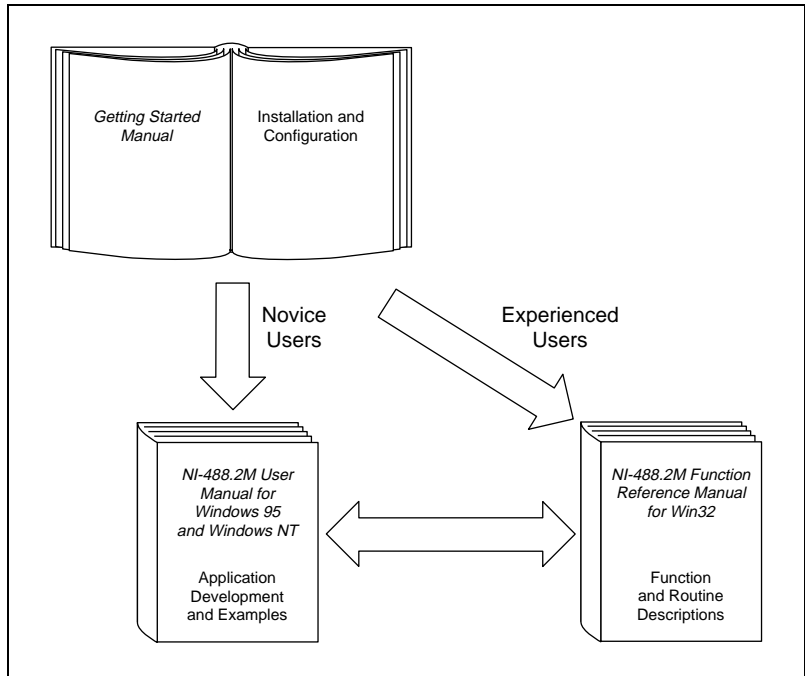 Getting Started
Manual
Installation and
Configuration
Novice
Users
Experienced
Users
NI-488.2M User
Manual for
Windows 95
and Windows NT
Application
Development
and Examples
NI-488.2M Function
Reference Manual
for Win32
Function
and Routine
Descriptions